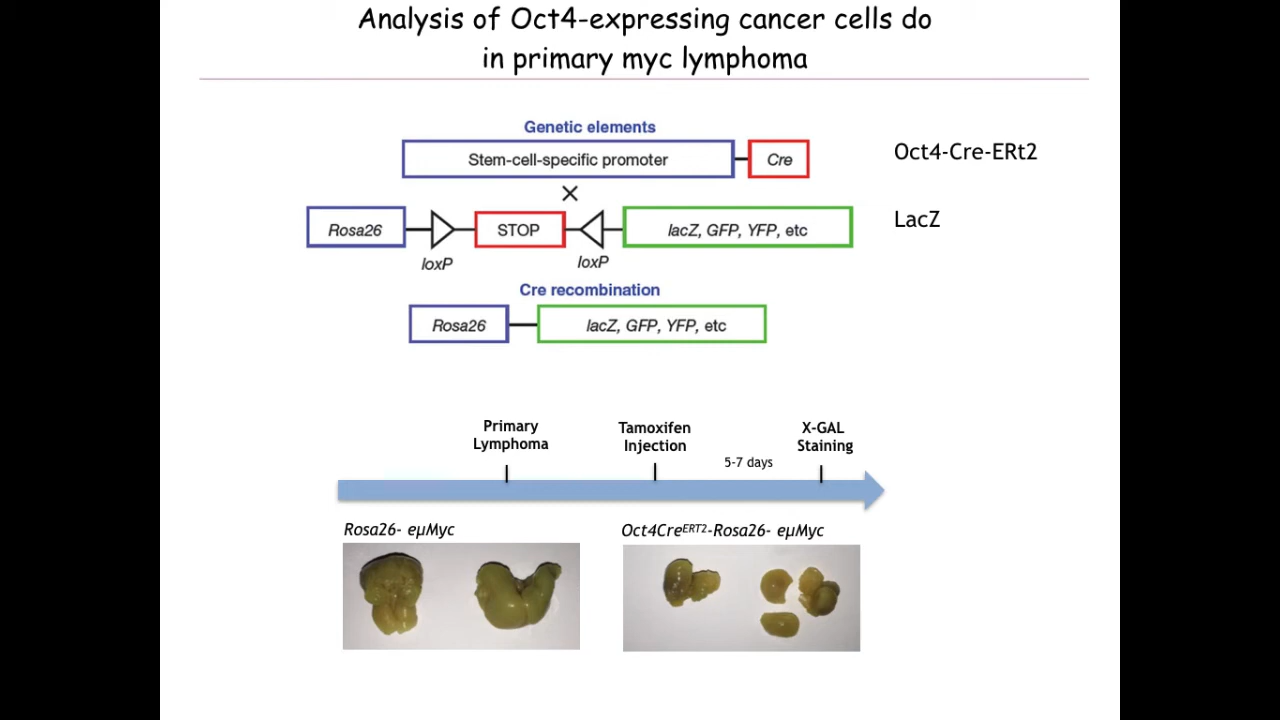 Analysis of Oct4-expressing cancer cells do
in primary myc lymphoma
Genetic elements
Stem-cell-specific promoter
Cre
Oct4-Cre-ERt2
Rosa26
STOP
lacZ, GFP, YFP, etc
LacZ
loxP
loxP
Cre recombination
Rosa26
lacZ, GFP, YFP, etc
Primary
Lymphoma
Tamoxifen
Injection
5-7 days
X-GAL
Staining
Rosa26- eμMyc
Oct4CreERT2-Rosa26- eμMyc